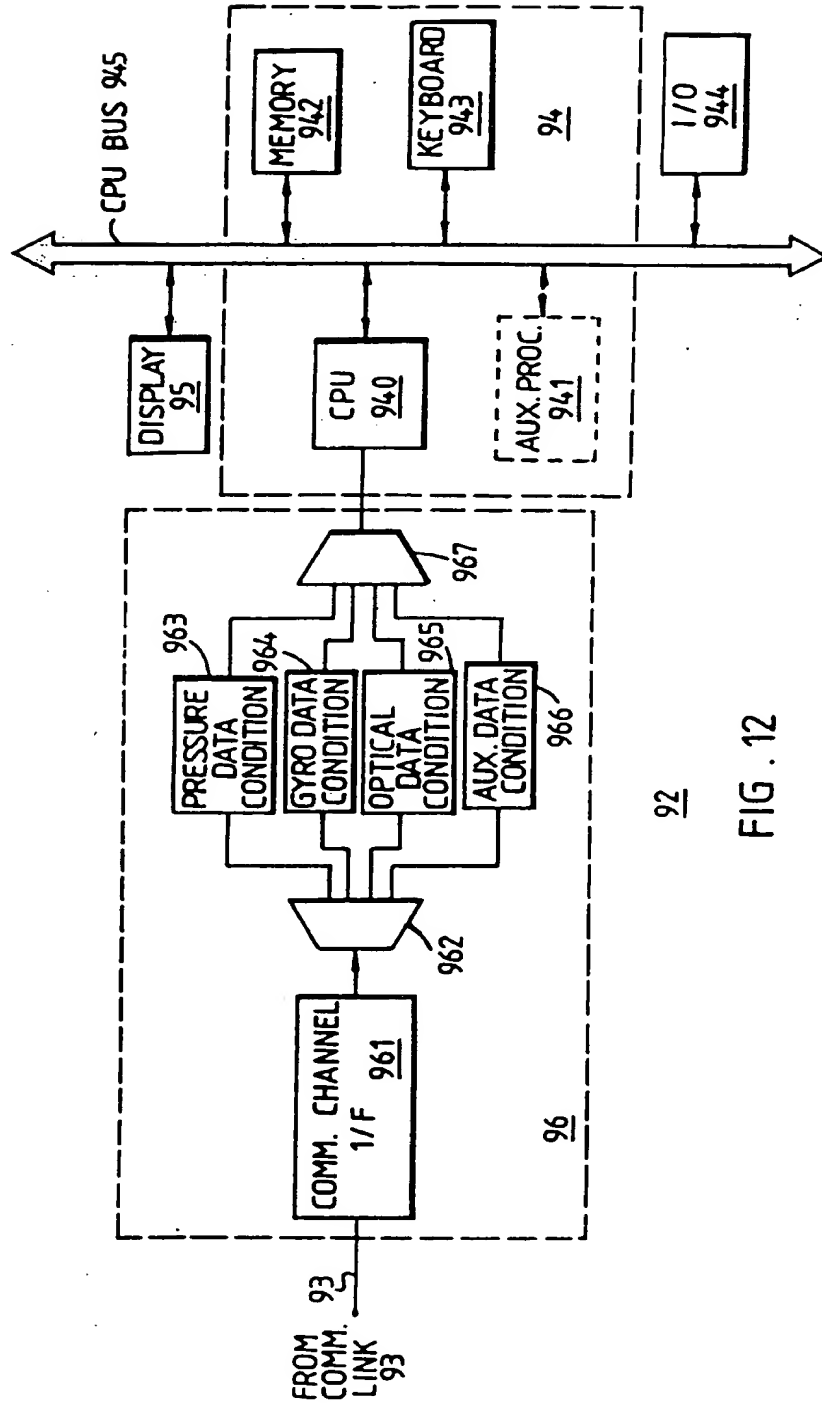 FROM
COMM.
LINK
93
93
COMM. CHANNEL
1/F
961
96
962
PRESSURE
DATA
CONDITION
963
GYRO DATA
CONDITION
964
OPTICAL
DATA
CONDITION
965
AUX. DATA
CONDITION
966
967
DISPLAY
95
CPU
940
AUX. PROC.
941
CPU BUS 945
MEMORY
942
KEYBOARD
943
94
I/O
944
92
FIG. 12